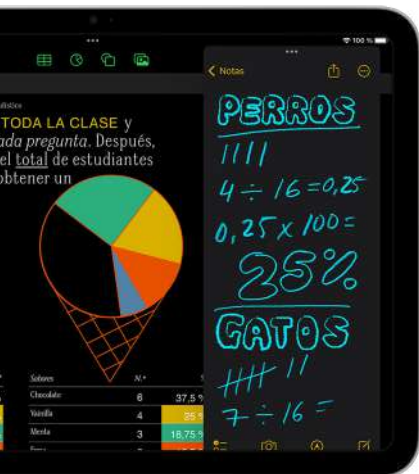 100 %
TODA LA CLASE y
ada pregunta. Después,
el total de estudiantes
obtener un
Sabores N.º
Chocolate 6 37,5 %
Vainilla 4 25 %
Menta 3 18,75 %
Notas
PERROS
4 ÷ 16 = 0,25
0,25 x 100 =
25%
GATOS
7 ÷ 16 =